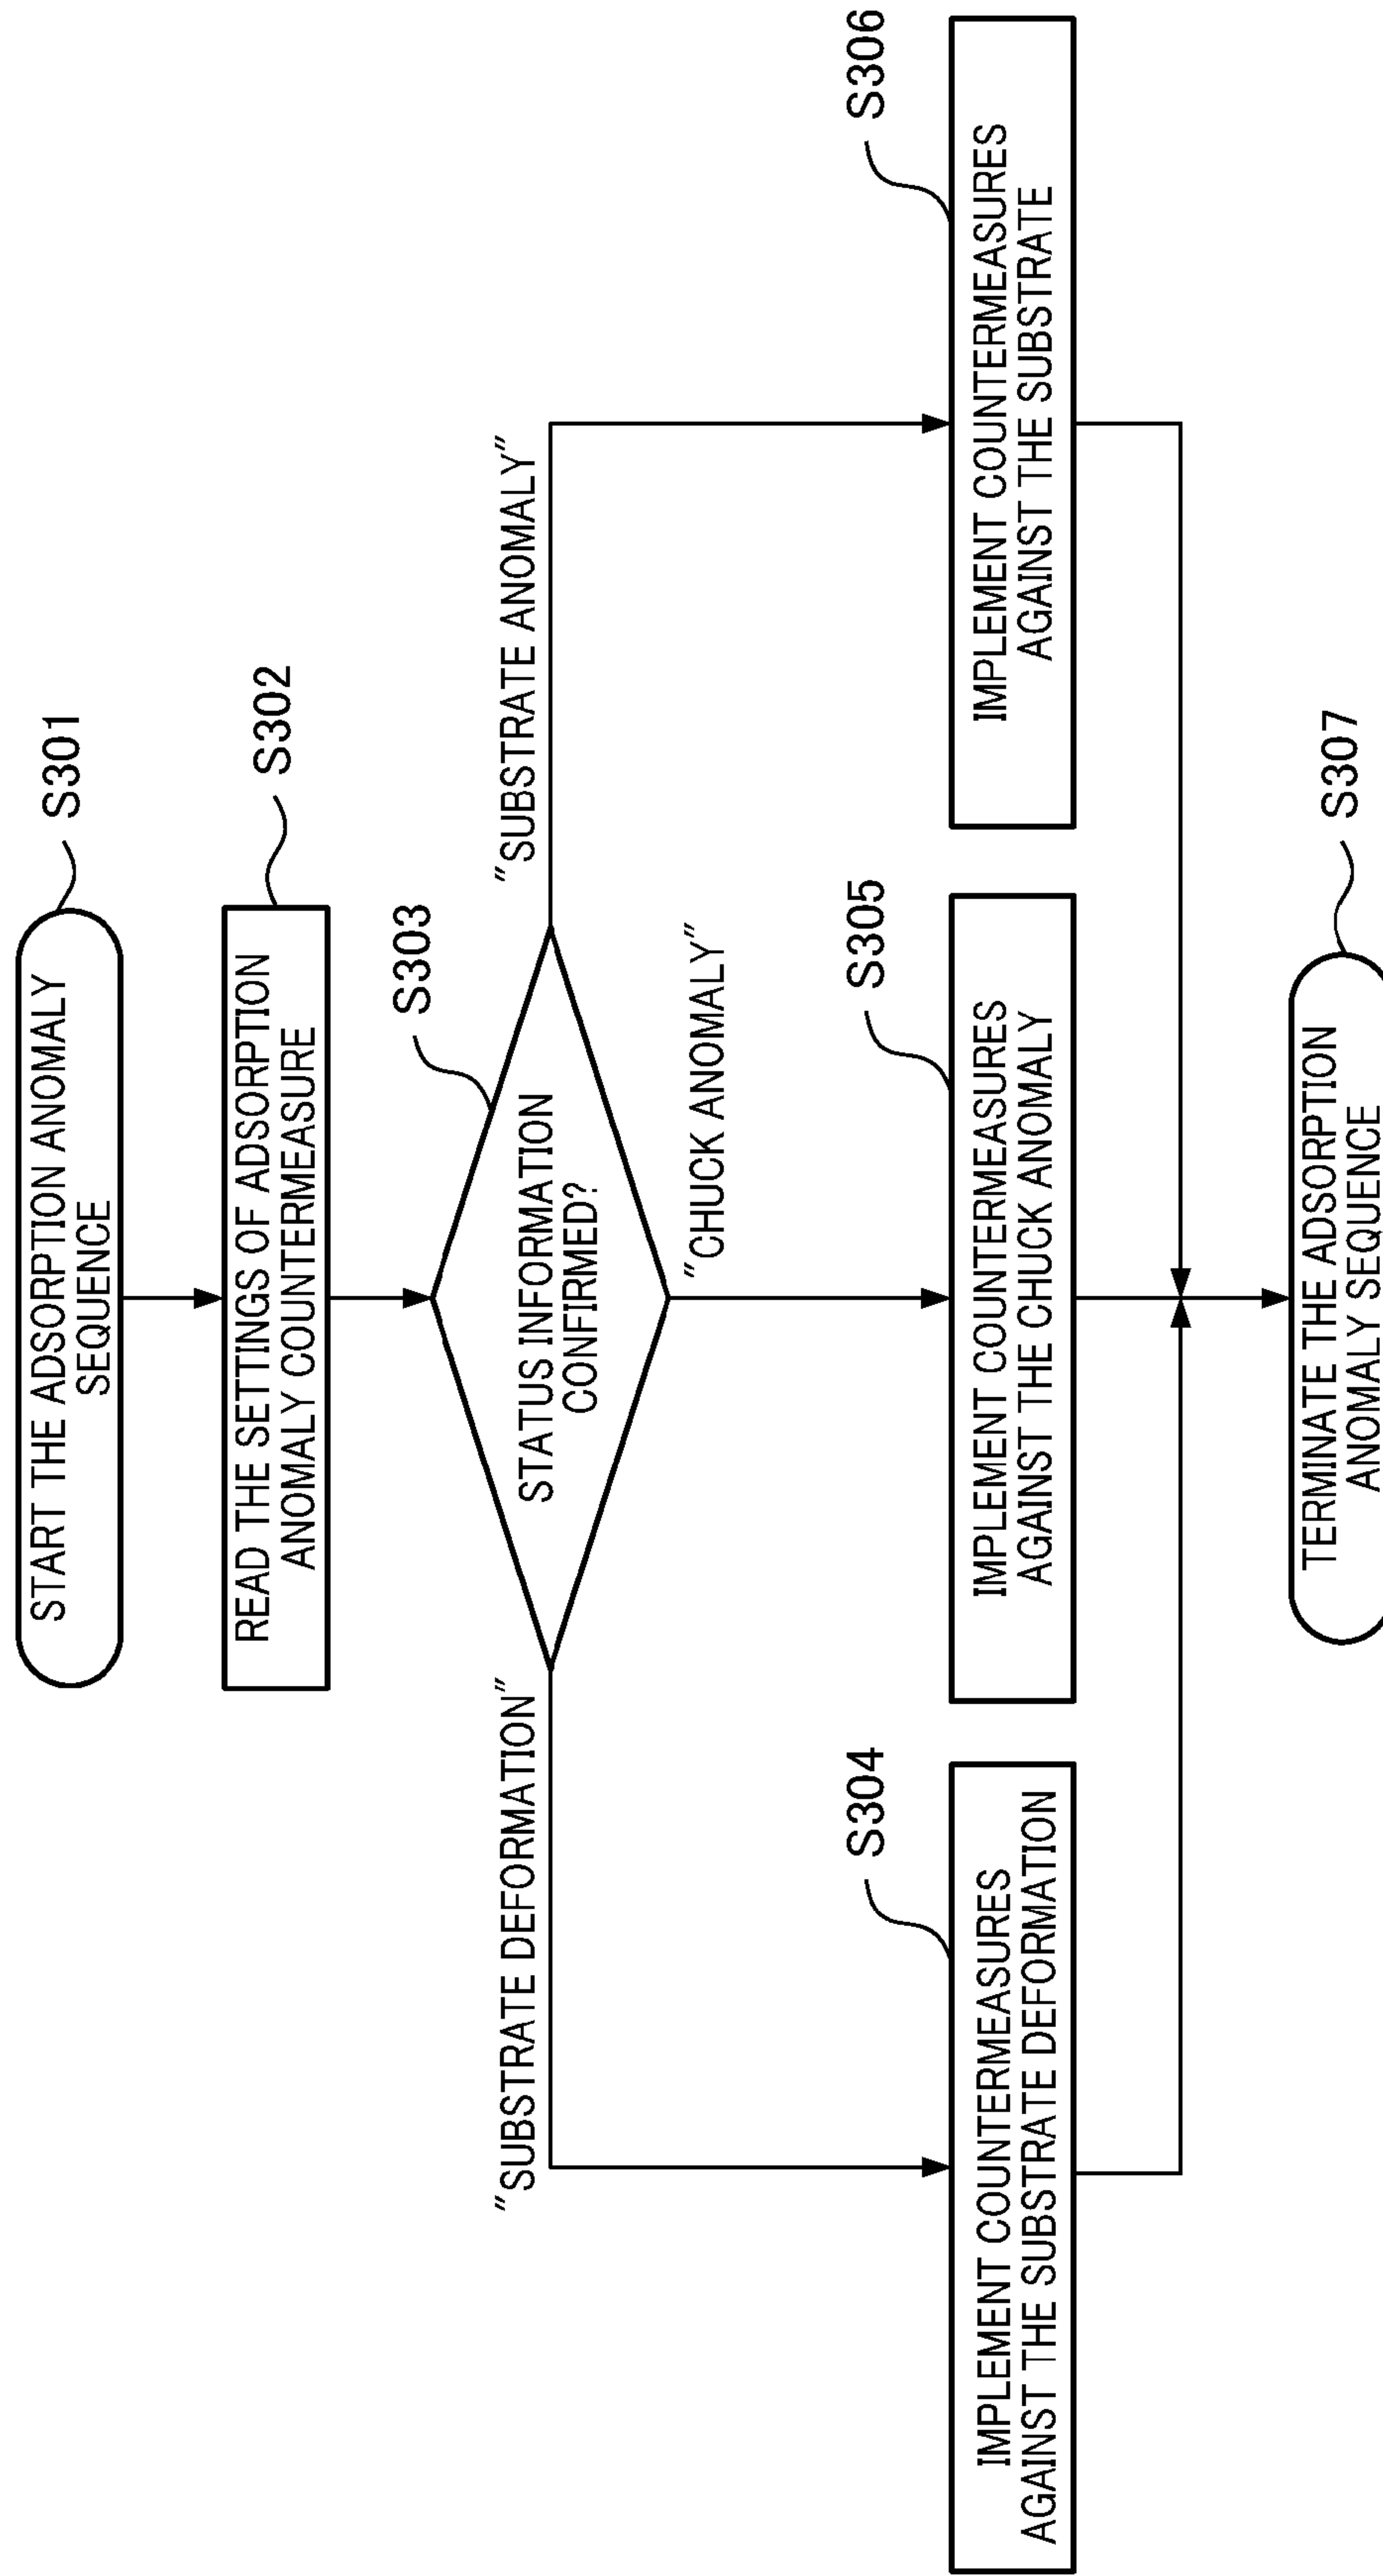 START THE ADSORPTION ANOMALY
SEQUENCE
S301
READ THE SETTINGS OF ADSORPTION
ANOMALY COUNTERMEASURE
S302
STATUS INFORMATION
CONFIRMED?
S303
"SUBSTRATE DEFORMATION"
"SUBSTRATE ANOMALY"
"CHUCK ANOMALY"
IMPLEMENT COUNTERMEASURES
AGAINST THE SUBSTRATE DEFORMATION
S304
IMPLEMENT COUNTERMEASURES
AGAINST THE CHUCK ANOMALY
S305
IMPLEMENT COUNTERMEASURES
AGAINST THE SUBSTRATE
S306
TERMINATE THE ADSORPTION
ANOMALY SEQUENCE
S307